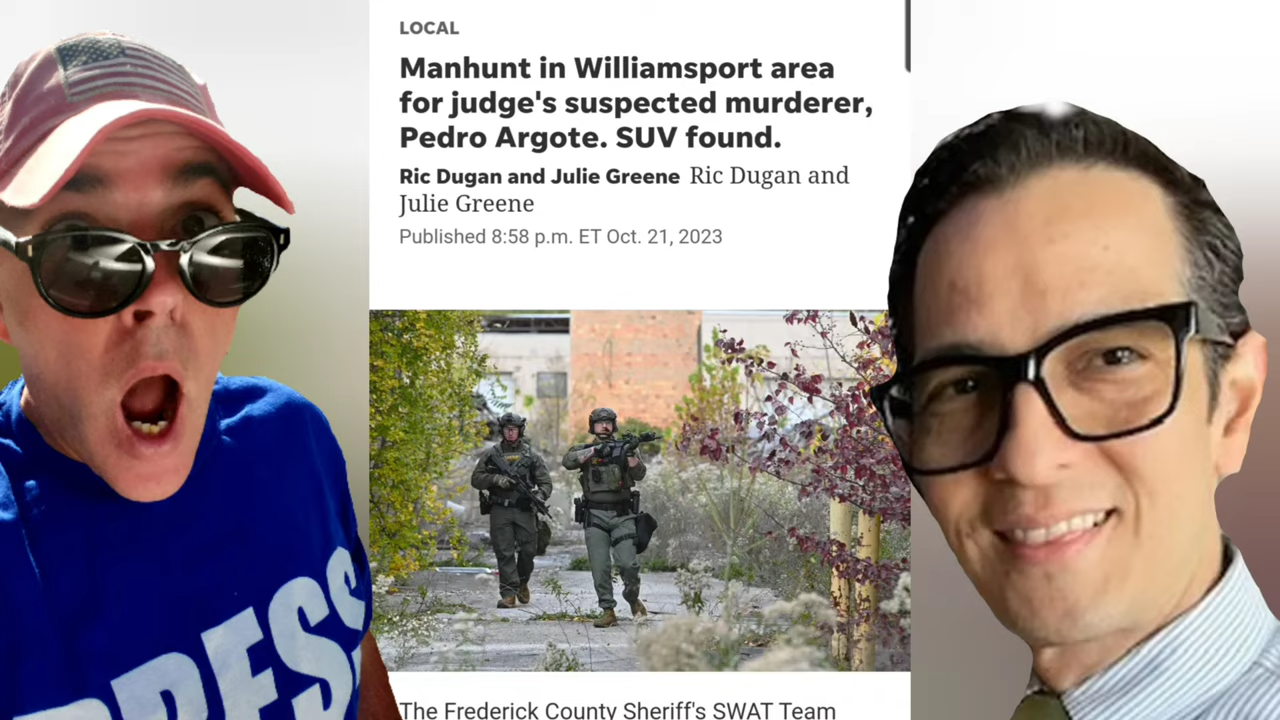 LOCAL
Manhunt in Williamsport area
for judge's suspected murderer,
Pedro Argote. SUV found.
Ric Dugan and Julie Greene Ric Dugan and
Julie Greene
Published 8:58 p.m. ET Oct. 21, 2023
The Frederick County Sheriff's SWAT Team
PRESS